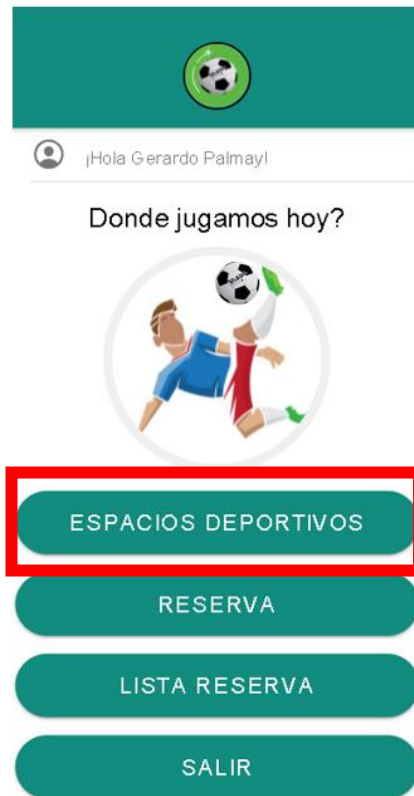 ¡Hola Gerardo Palmay!
Donde jugamos hoy?
ESPACIOS DEPORTIVOS
RESERVA
LISTA RESERVA
SALIR